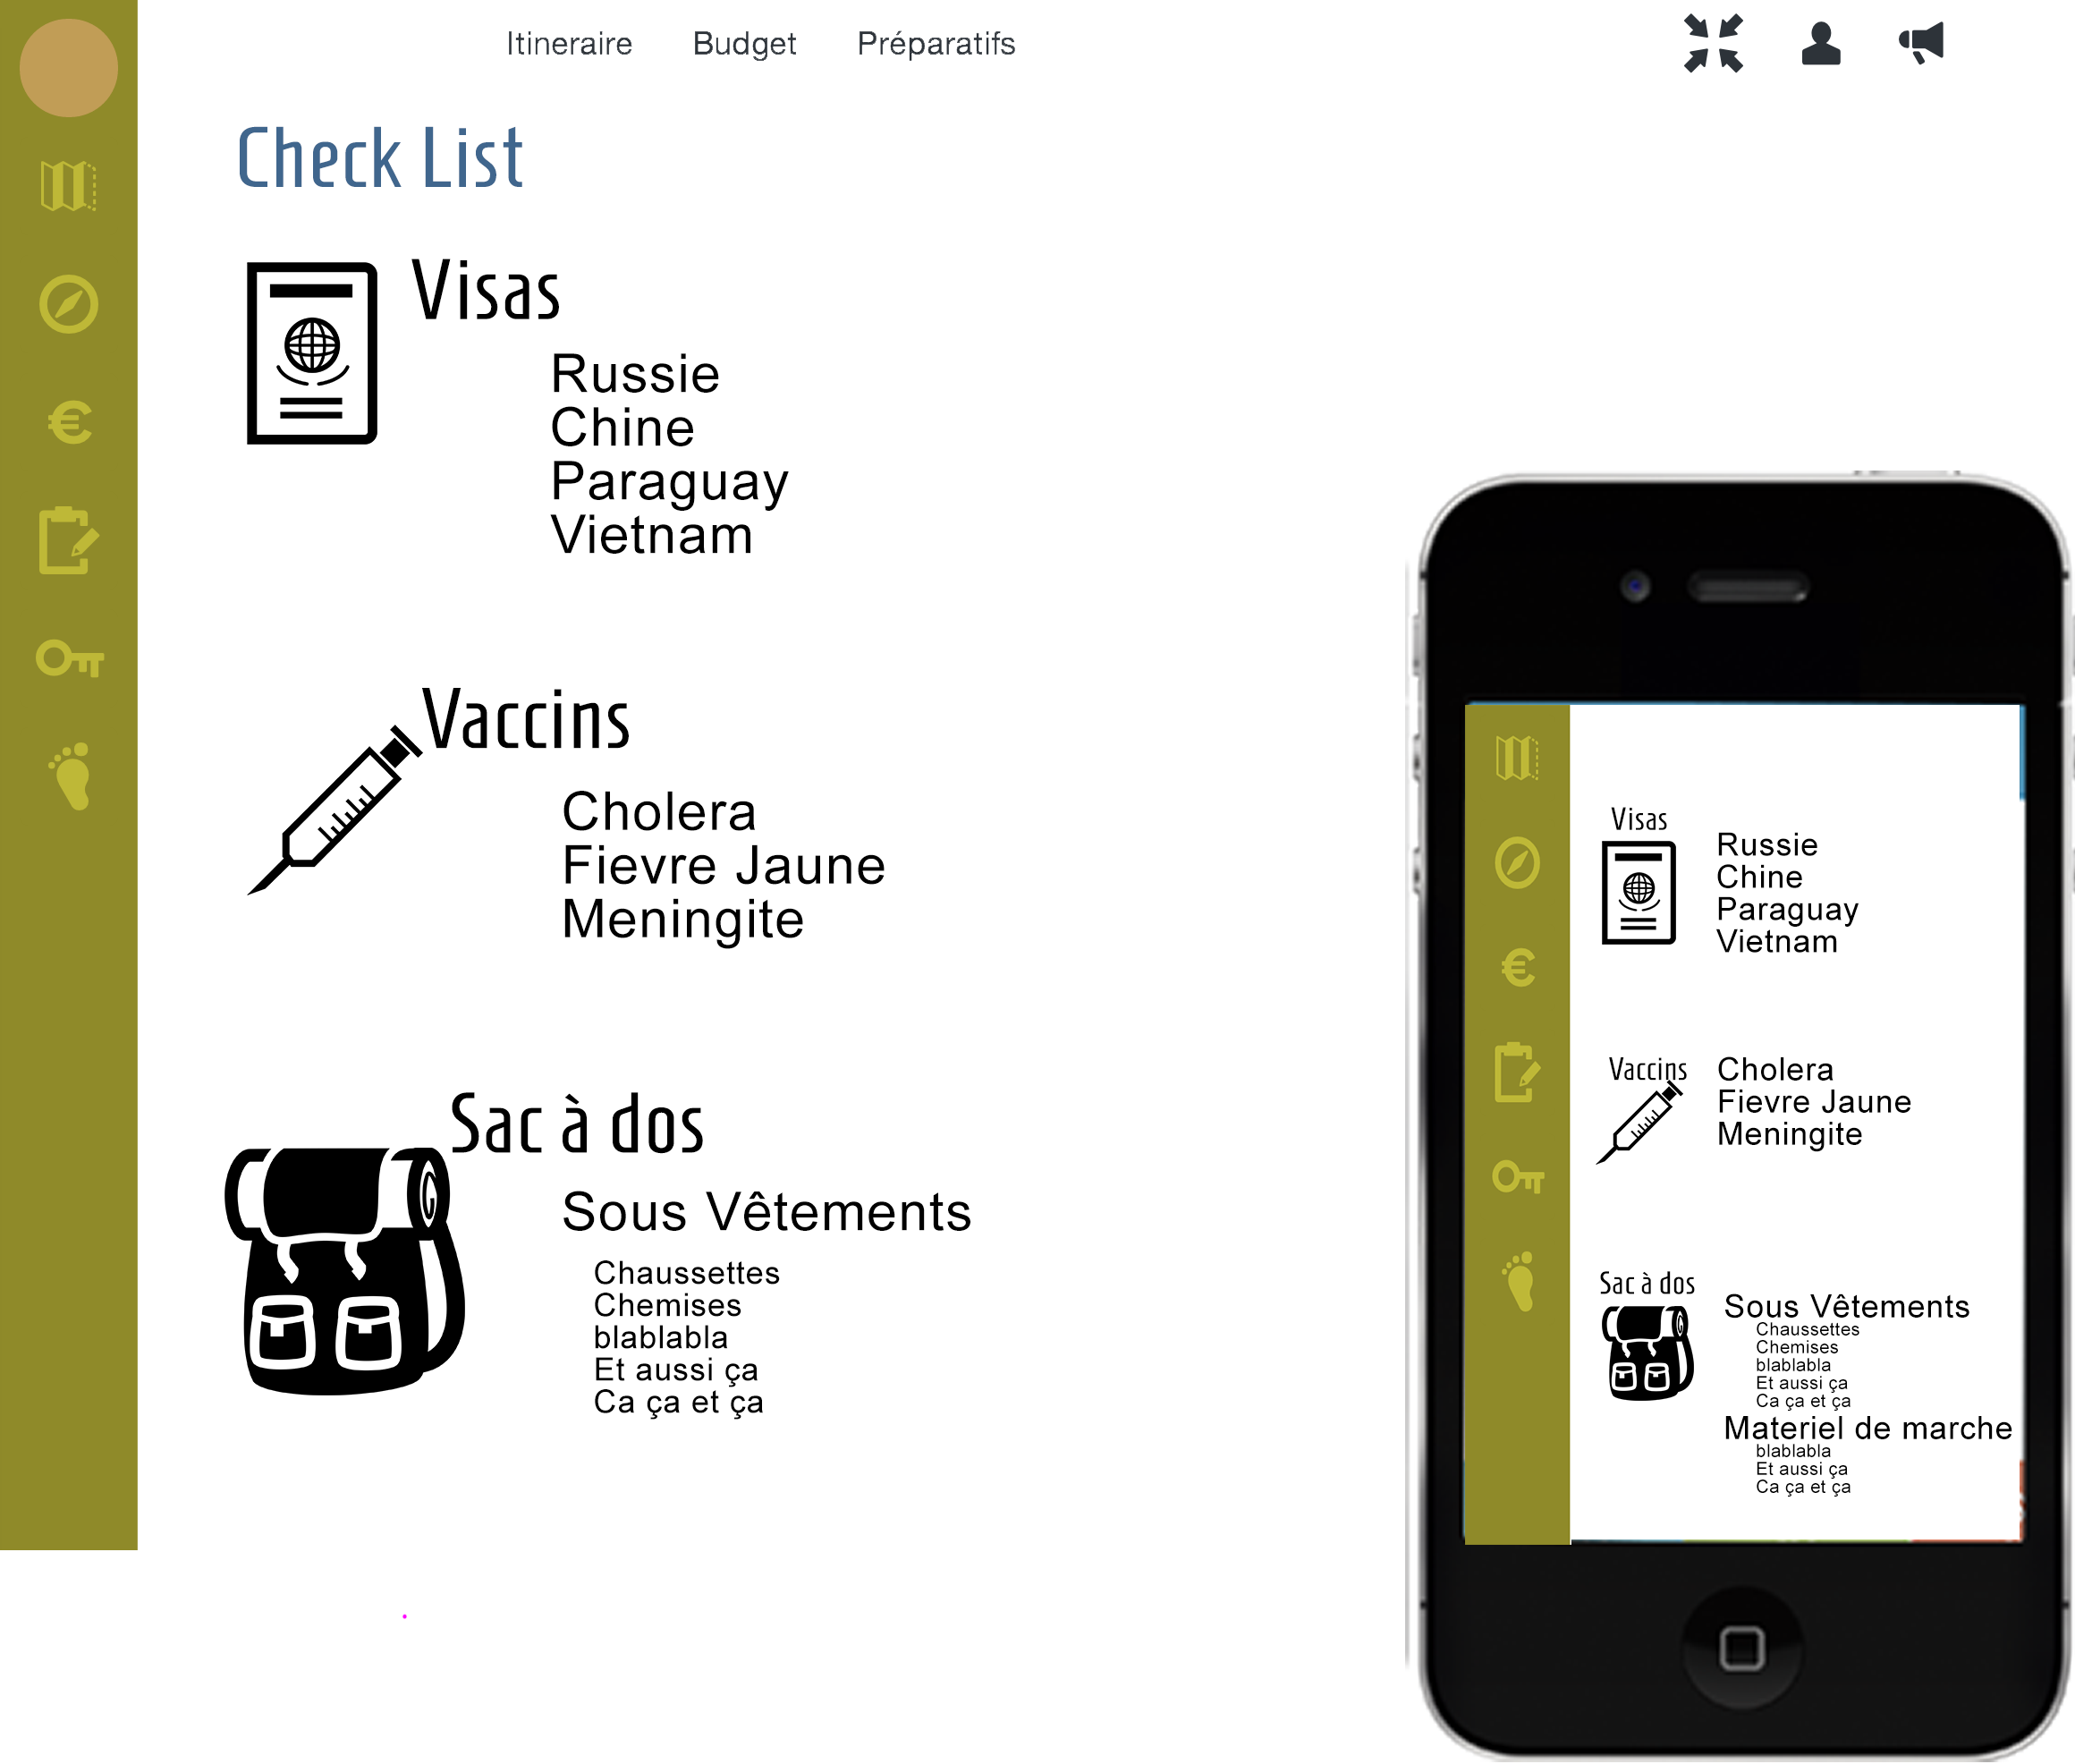 Itineraire Budget Préparatifs
Check List
Visas
Russie
Chine
Paraguay
Vietnam
Vaccins
Cholera
Fievre Jaune
Meningite
Sac à dos
Sous Vêtements
Chaussettes
Chemises
blablabla
Et aussi ça
Ca ça et ça
Visas
Russie
Chine
Paraguay
Vietnam
Vaccins
Cholera
Fievre Jaune
Meningite
Sac à dos
Sous Vêtements
Chaussettes
Chemises
blablabla
Et aussi ça
Ca ça et ça
Materiel de marche
blablabla
Et aussi ça
Ca ça et ça